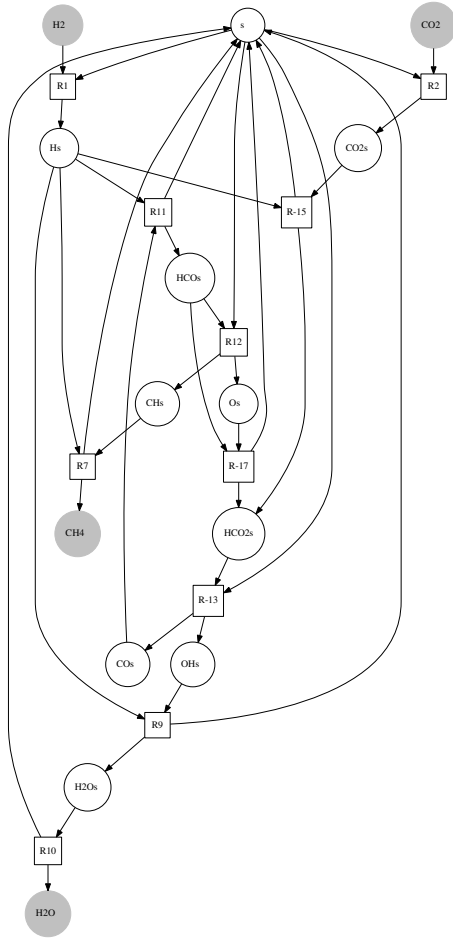 H2
s
CO2
R1
R2
Hs
CO2s
R11
R-15
HCOs
R12
CHs
Os
R7
R-17
CH4
HCO2s
R-13
COs
OHs
R9
H2Os
R10
H2O